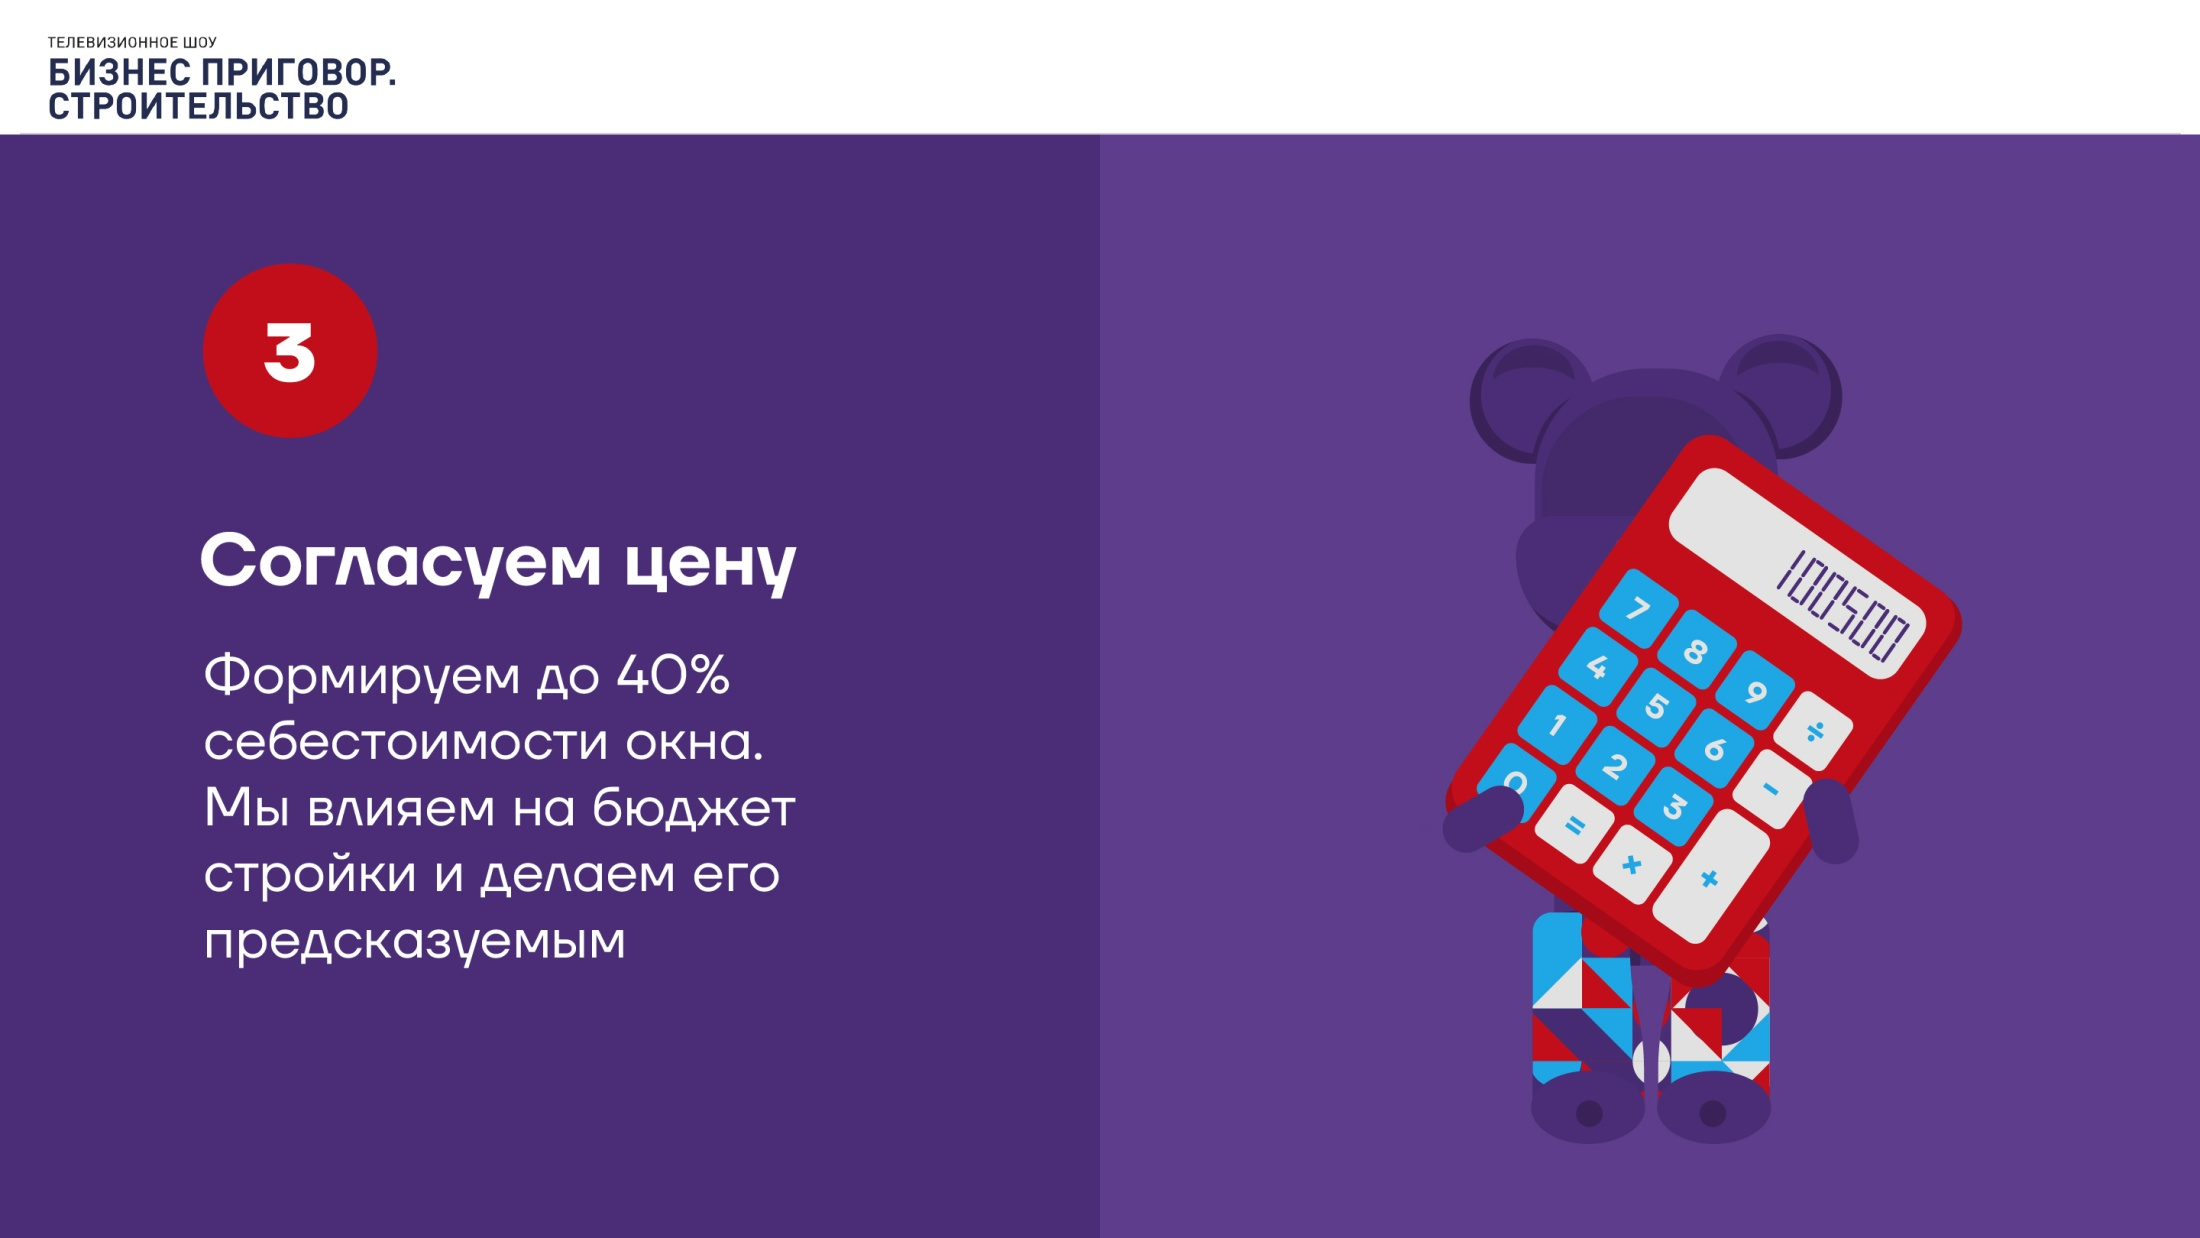 ТЕЛЕВИЗИОННОЕ ШОУ
БИЗНЕС ПРИГОВОР.
СТРОИТЕЛЬСТВО
3
Согласуем цену
Формируем до 40%
себестоимости окна.
Мы влияем на бюджет
стройки и делаем его
предсказуемым
100500
7 8 9 ÷
4 5 6 -
1 2 3 +
0 = ×